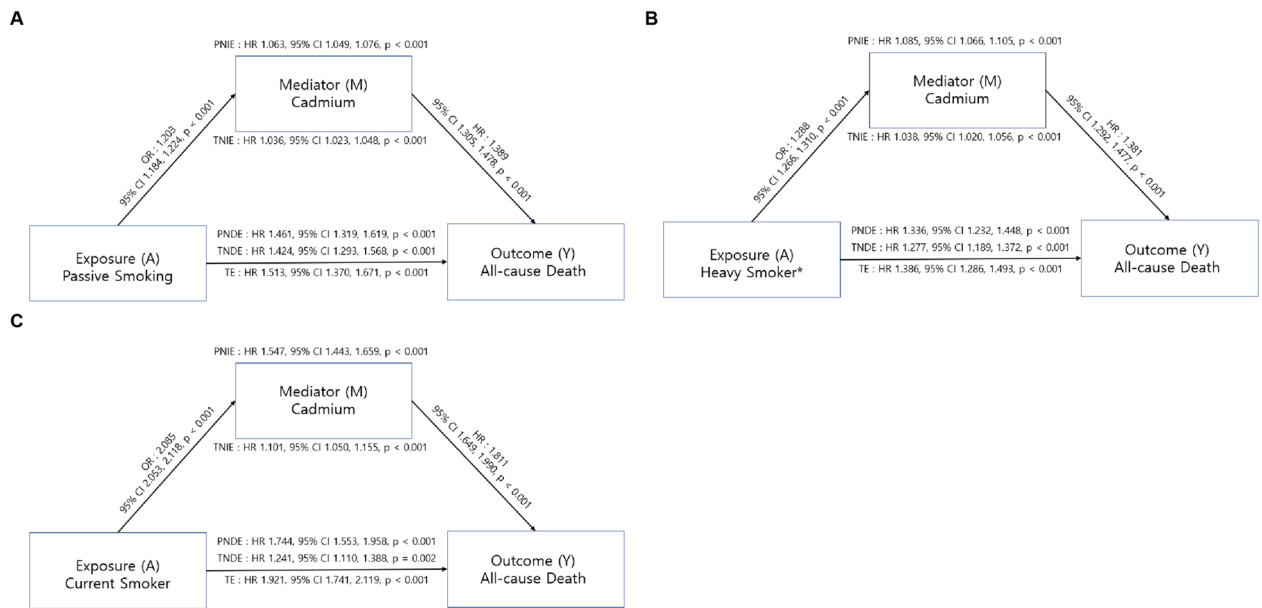 A
PNIE : HR 1.063, 95% CI 1.049, 1.076, p < 0.001
Mediator (M)
Cadmium
TNIE : HR 1.036, 95% CI 1.023, 1.048, p < 0.001
OR : 1.203
95% CI 1.184, 1.224, p < 0.001
HR : 1.389
95% CI 1.305, 1.478, p < 0.001
Exposure (A)
Passive Smoking
PNDE : HR 1.461, 95% CI 1.319, 1.619, p < 0.001
TNDE : HR 1.424, 95% CI 1.293, 1.568, p < 0.001
TE : HR 1.513, 95% CI 1.370, 1.671, p < 0.001
Outcome (Y)
All-cause Death
B
PNIE : HR 1.085, 95% CI 1.066, 1.105, p < 0.001
Mediator (M)
Cadmium
TNIE : HR 1.038, 95% CI 1.020, 1.056, p < 0.001
OR : 1.288
95% CI 1.266, 1.310, p < 0.001
HR : 1.381
95% CI 1.292, 1.477, p < 0.001
Exposure (A)
Heavy Smoker*
PNDE : HR 1.336, 95% CI 1.232, 1.448, p < 0.001
TNDE : HR 1.277, 95% CI 1.189, 1.372, p < 0.001
TE : HR 1.386, 95% CI 1.286, 1.493, p < 0.001
Outcome (Y)
All-cause Death
C
PNIE : HR 1.547, 95% CI 1.443, 1.659, p < 0.001
Mediator (M)
Cadmium
TNIE : HR 1.101, 95% CI 1.050, 1.155, p < 0.001
OR : 2.085
95% CI 2.053, 2.118, p < 0.001
HR : 1.811
95% CI 1.649, 1.990, p < 0.001
Exposure (A)
Current Smoker
PNDE : HR 1.744, 95% CI 1.553, 1.958, p < 0.001
TNDE : HR 1.241, 95% CI 1.110, 1.388, p = 0.002
TE : HR 1.921, 95% CI 1.741, 2.119, p < 0.001
Outcome (Y)
All-cause Death